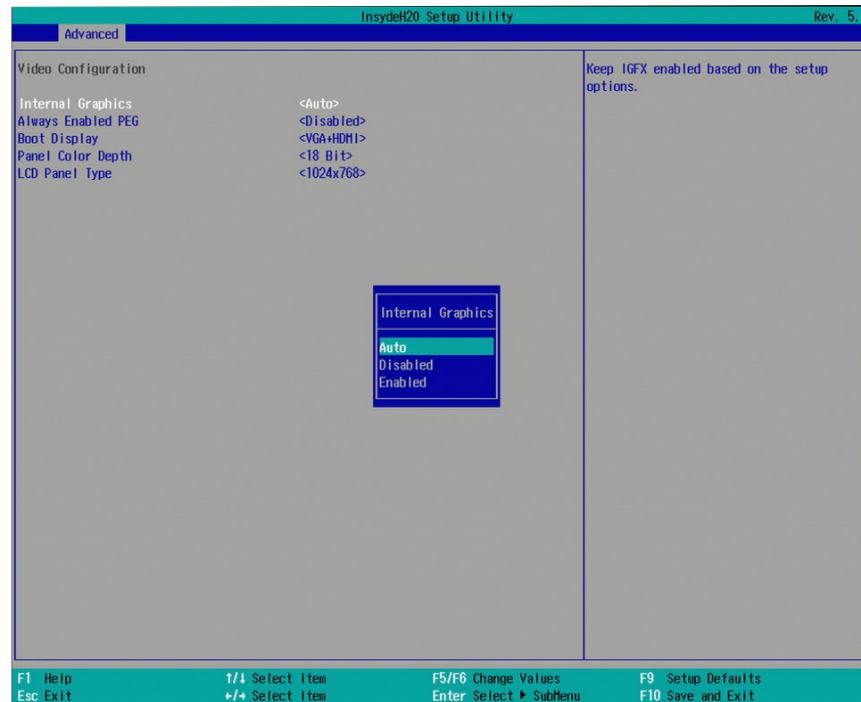 InsydeH20 Setup Utility Rev. 5.
Advanced
Video Configuration
Internal Graphics <Auto>
Always Enabled PEG <Disabled>
Boot Display <VGA+HDMI>
Panel Color Depth <18 Bit>
LCD Panel Type <1024x768>
Keep IGFX enabled based on the setup
options.
Internal Graphics
Auto
Disabled
Enabled
F1 Help ↑/↓ Select Item F5/F6 Change Values F9 Setup Defaults
Esc Exit ←/→ Select Item Enter Select ▶ SubMenu F10 Save and Exit